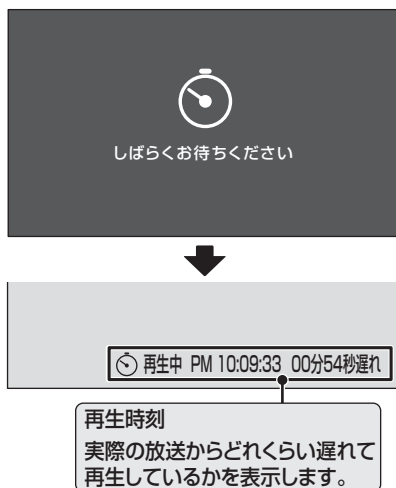 しばらくお待ちください
再生中 PM 10:09:33 00分54秒遅れ
再生時刻
実際の放送からどれくらい遅れて
再生しているかを表示します。